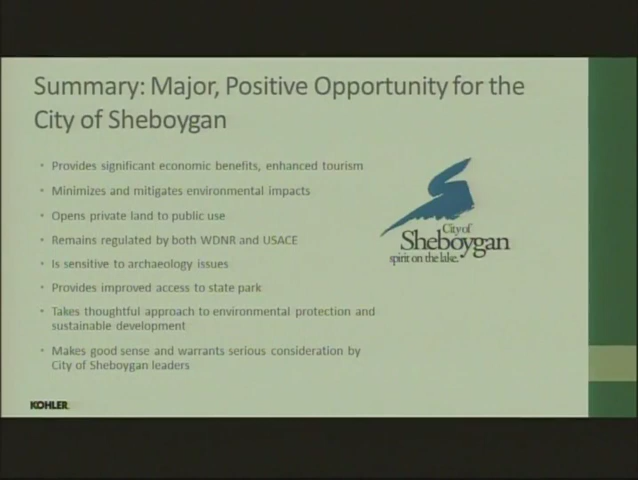 Summary: Major, Positive Opportunity for the
City of Sheboygan
• Provides significant economic benefits, enhanced tourism
• Minimizes and mitigates environmental impacts
• Opens private land to public use
• Remains regulated by both WDNR and USACE
• Is sensitive to archaeology issues
• Provides improved access to state park
• Takes thoughtful approach to environmental protection and
sustainable development
• Makes good sense and warrants serious consideration by
City of Sheboygan leaders
City of
Sheboygan
spirit on the lake.
KOHLER